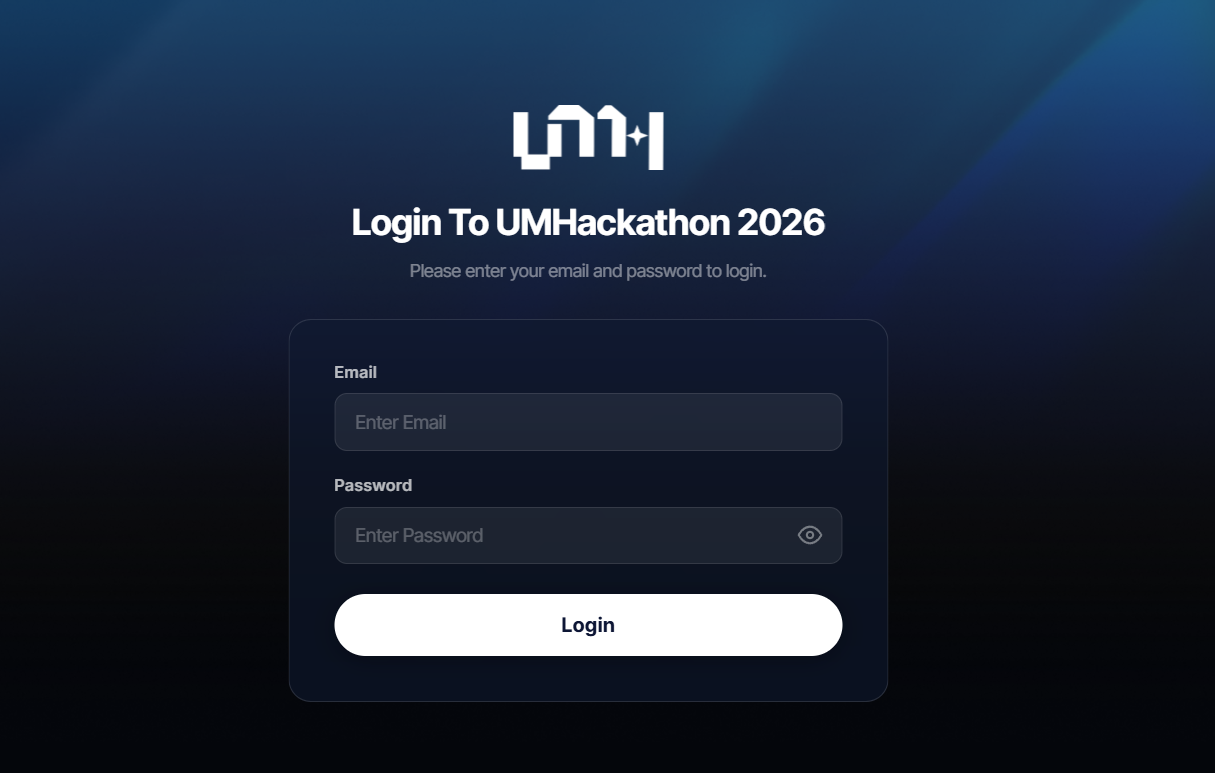 UMH
Login To UMHackathon 2026
Please enter your email and password to login.
Email
Enter Email
Password
Enter Password
Login